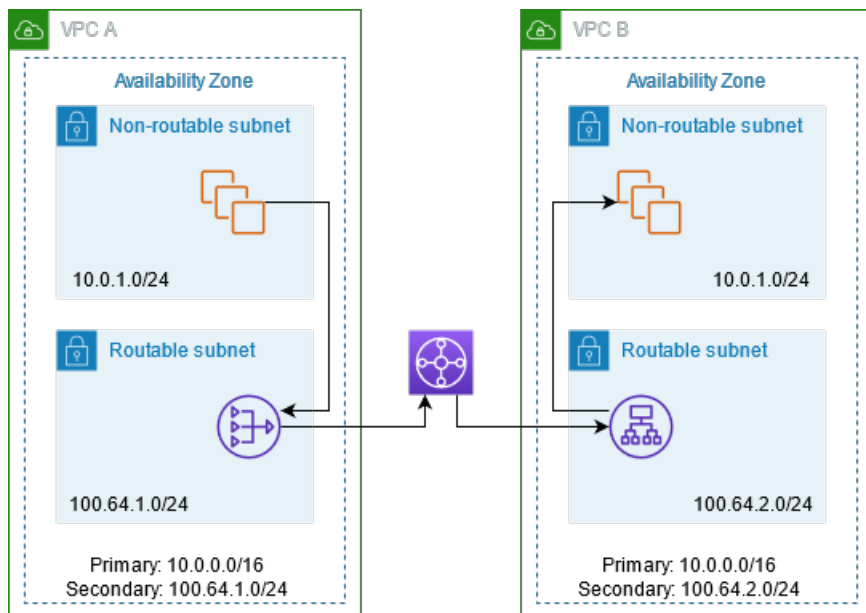 VPC A
Availability Zone
Non-routable subnet
10.0.1.0/24
Routable subnet
100.64.1.0/24
Primary: 10.0.0.0/16
Secondary: 100.64.1.0/24
VPC B
Availability Zone
Non-routable subnet
10.0.1.0/24
Routable subnet
100.64.2.0/24
Primary: 10.0.0.0/16
Secondary: 100.64.2.0/24